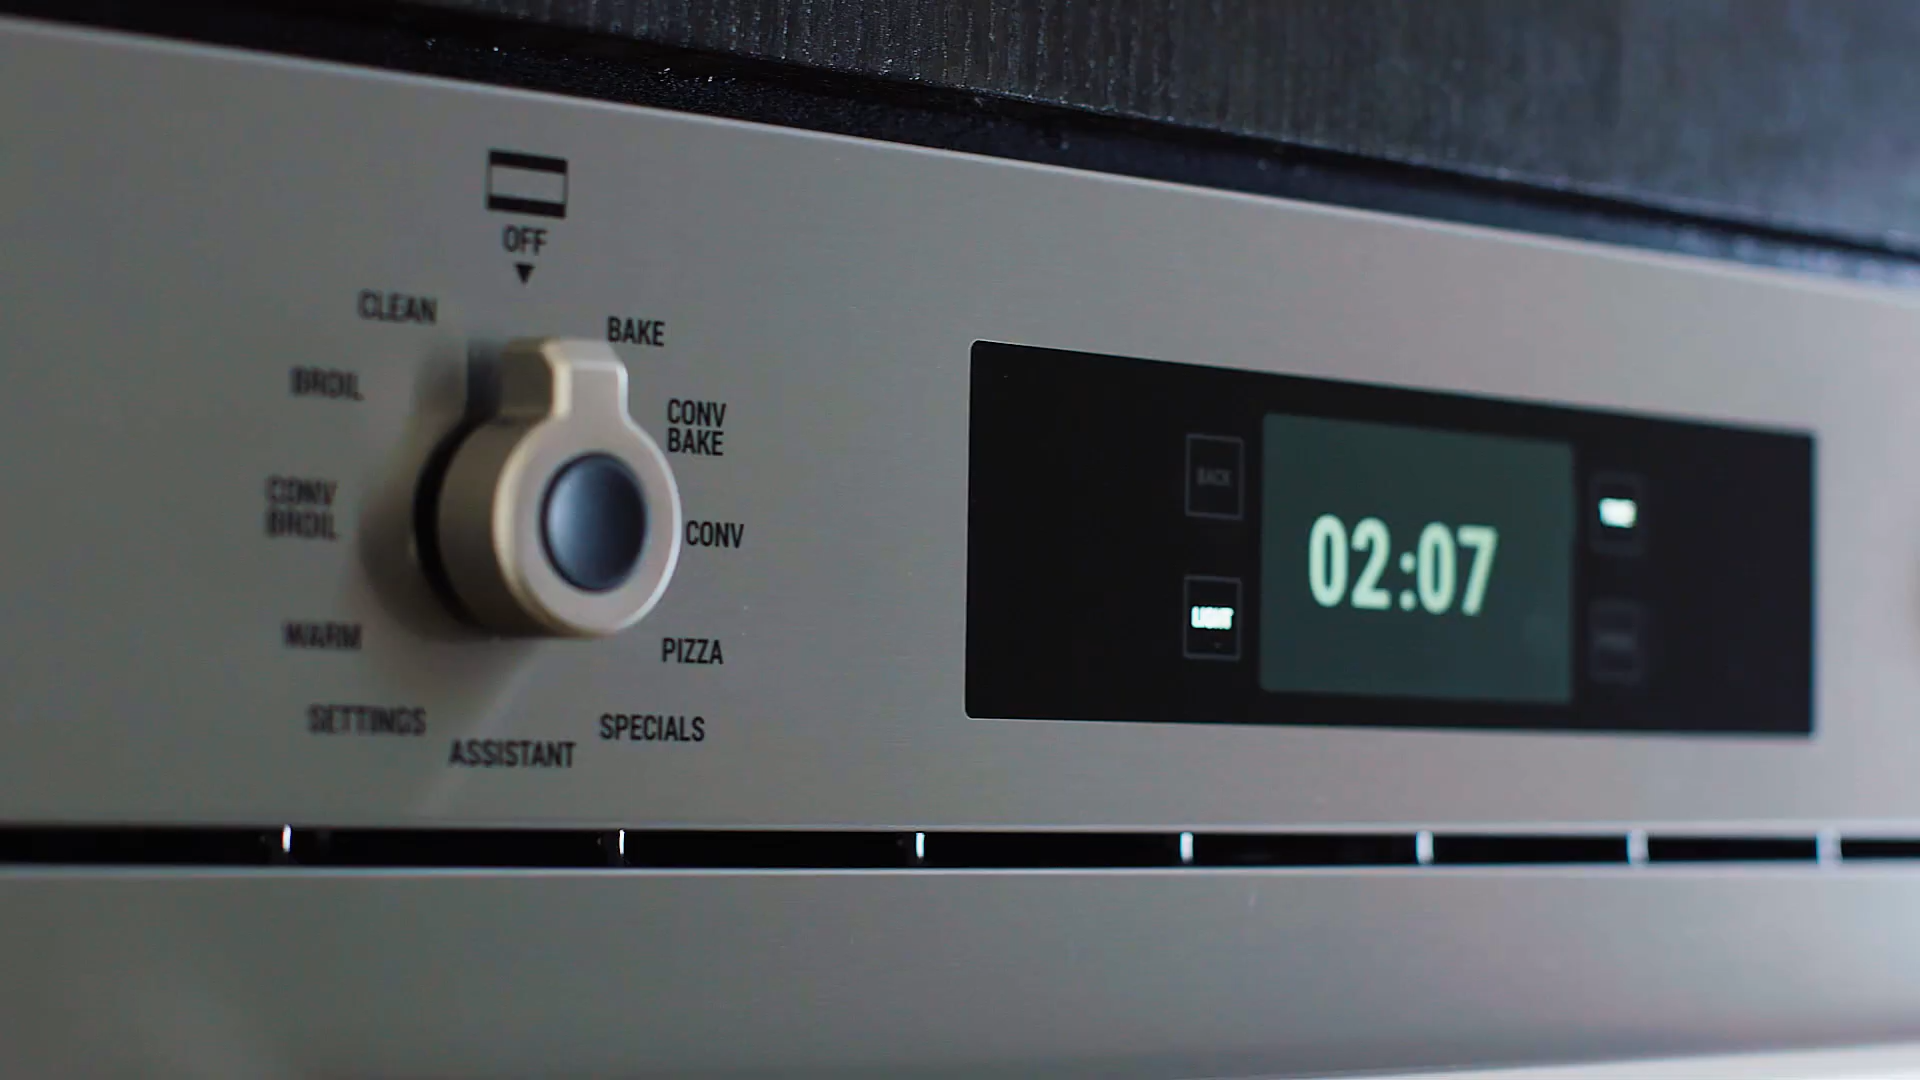 OFF
CLEAN
BAKE
BROIL
CONV
BAKE
CONV
BROIL
CONV
WARM
PIZZA
SETTINGS
SPECIALS
ASSISTANT
BACK
LIGHT
02:07